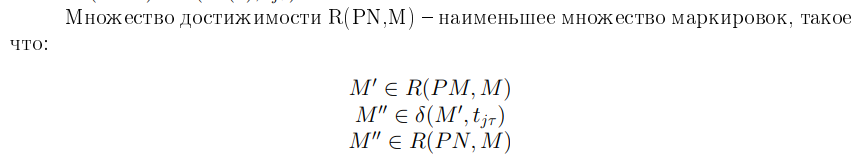 Множество достижимости R(PN,M) – наименьшее множество маркировок, такое
что:
M′ ∈ R(PM, M)
M″ ∈ δ(M′, t_{jτ})
M″ ∈ R(PN, M)